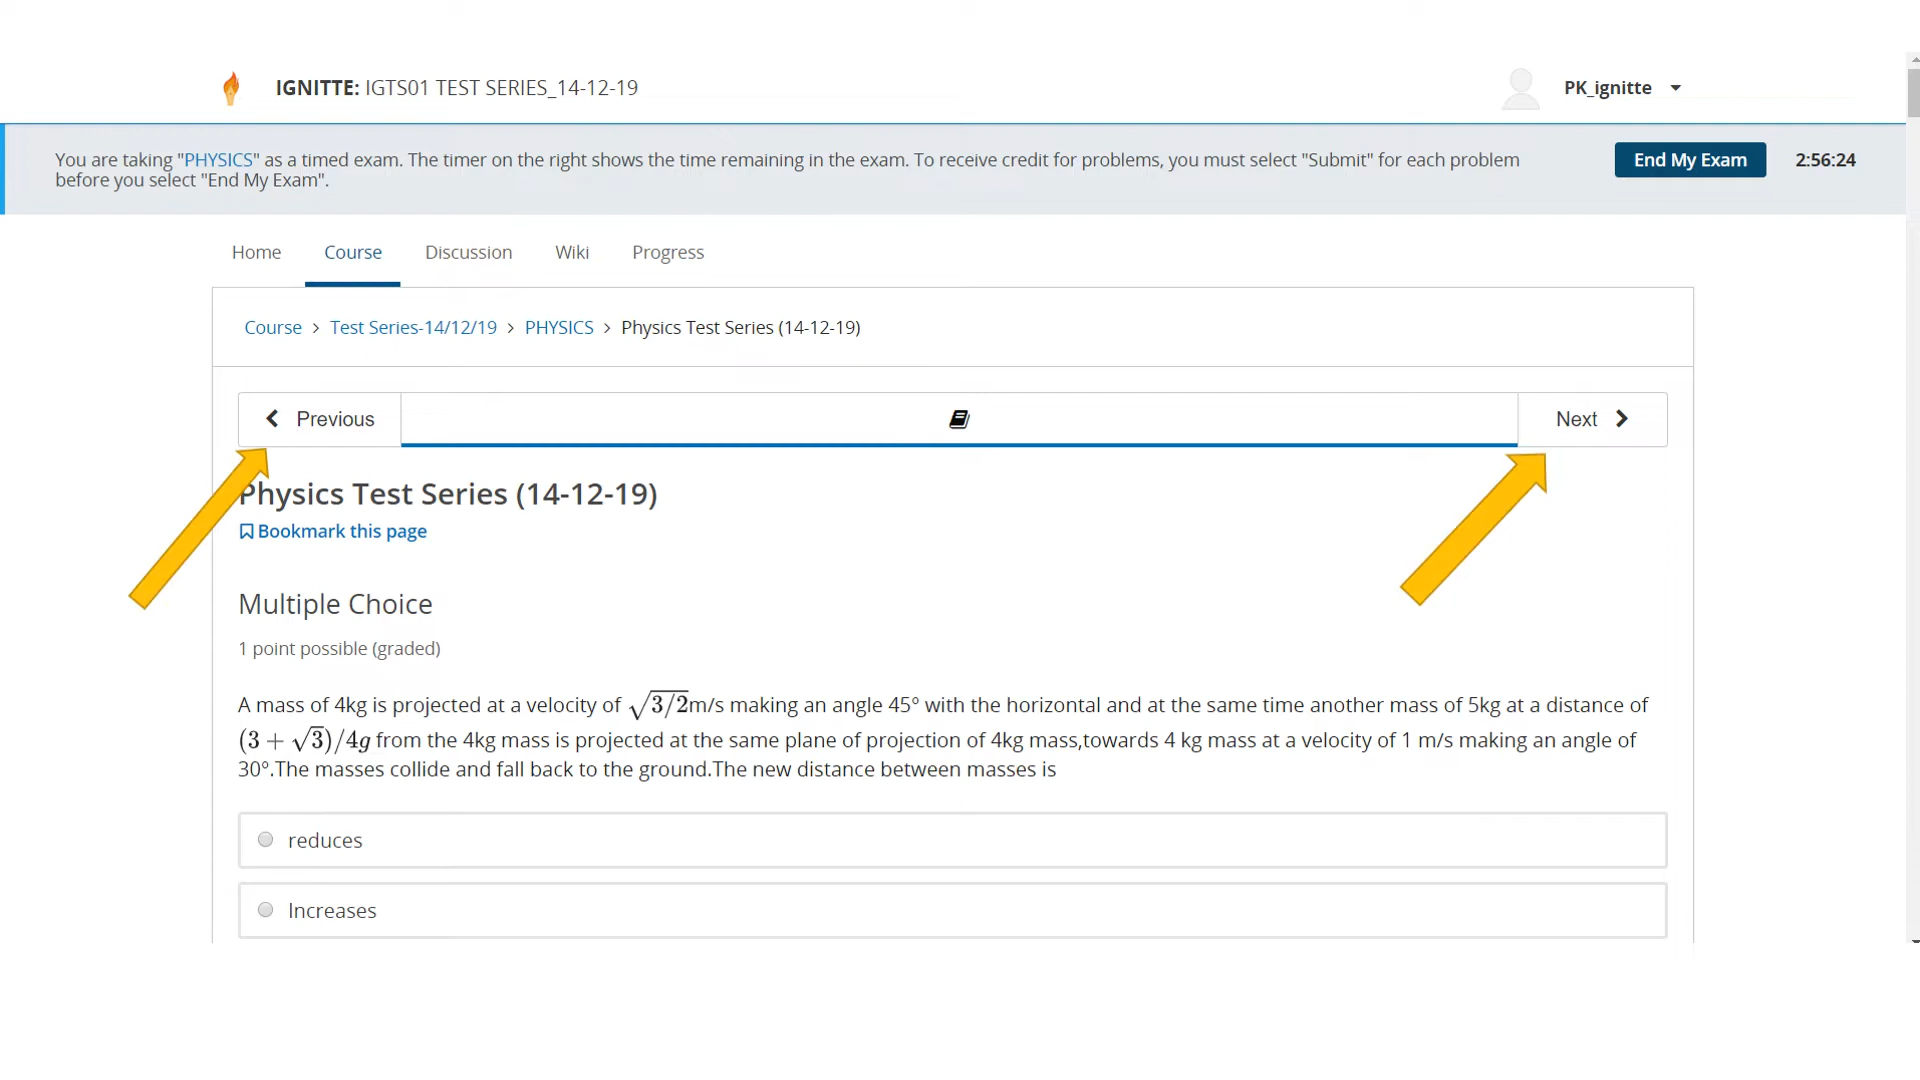 IGNITTE: IGTS01 TEST SERIES_14-12-19
PK_ignitte
You are taking "PHYSICS" as a timed exam. The timer on the right shows the time remaining in the exam. To receive credit for problems, you must select "Submit" for each problem
before you select "End My Exam".
End My Exam
2:56:24
Home Course Discussion Wiki Progress
Course > Test Series-14/12/19 > PHYSICS > Physics Test Series (14-12-19)
Previous
Next
Physics Test Series (14-12-19)
Bookmark this page
Multiple Choice
1 point possible (graded)
A mass of 4kg is projected at a velocity of √3/2m/s making an angle 45° with the horizontal and at the same time another mass of 5kg at a distance of
(3 + √3)/4g from the 4kg mass is projected at the same plane of projection of 4kg mass,towards 4 kg mass at a velocity of 1 m/s making an angle of
30°.The masses collide and fall back to the ground.The new distance between masses is
reduces
Increases